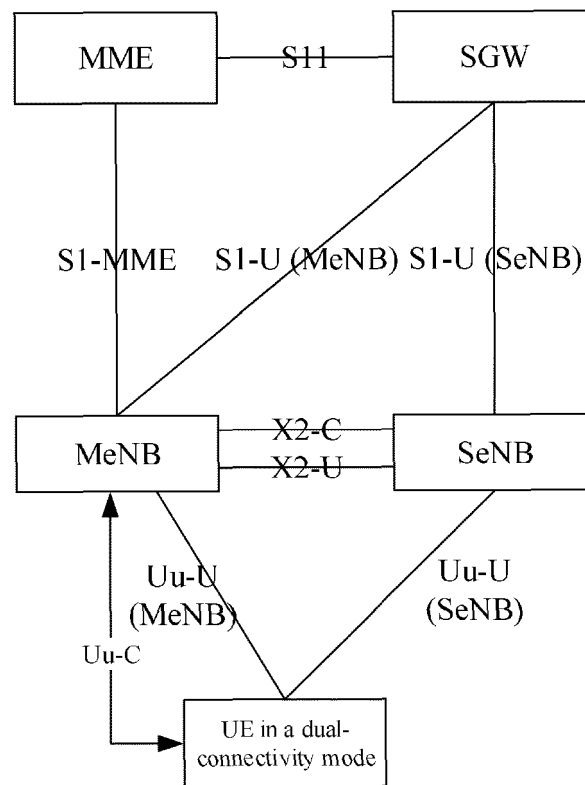 MME
S11
SGW
S1-MME
S1-U (MeNB)
S1-U (SeNB)
MeNB
X2-C
X2-U
SeNB
Uu-U
(MeNB)
Uu-U
(SeNB)
Uu-C
UE in a dual-
connectivity mode